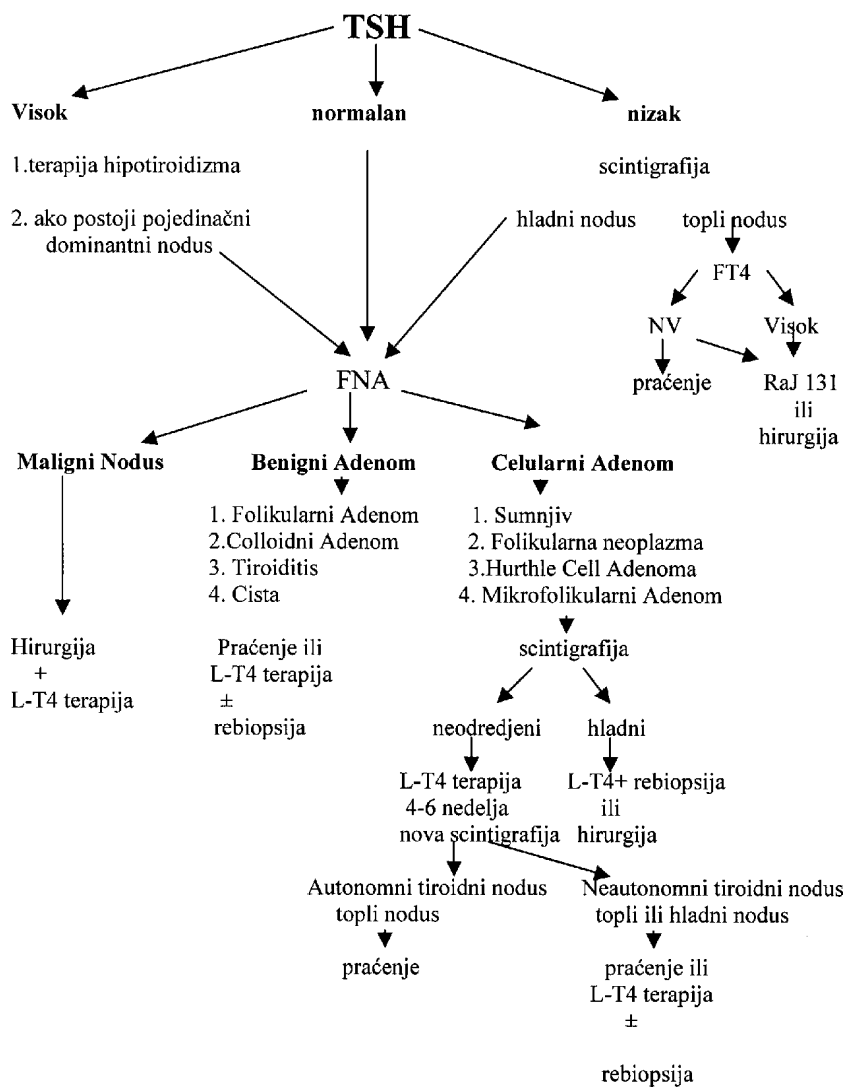 TSH
Visok normalan nizak
1.terapija hipotiroidizma scintigrafija
2. ako postoji pojedinačni hladni nodus topli nodus
dominantni nodus
FT4
NV Visok
FNA praćenje RaJ 131
ili
hirurgija
Maligni Nodus Benigni Adenom Celularni Adenom
1. Folikularni Adenom 1. Sumnjiv
2.Colloidni Adenom 2. Folikularna neoplazma
3. Tiroiditis 3.Hurthle Cell Adenoma
4. Cista 4. Mikrofolikularni Adenom
Hirurgija Praćenje ili scintigrafija
+ L-T4 terapija
L-T4 terapija ±
rebiopsija neodredjeni hladni
L-T4 terapija L-T4+ rebiopsija
4-6 nedelja ili
nova scintigrafija hirurgija
Autonomni tiroidni nodus Neautonomni tiroidni nodus
topli nodus topli ili hladni nodus
praćenje praćenje ili
L-T4 terapija
±
rebiopsija